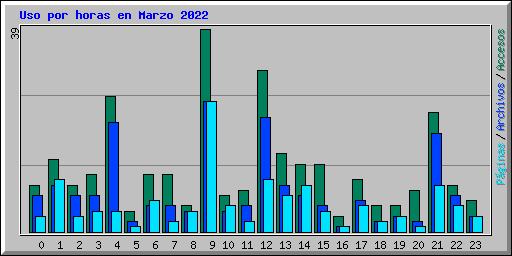 Uso por horas en Marzo 2022
39
Páginas / Archivos / Accesos
0 1 2 3 4 5 6 7 8 9 10 11 12 13 14 15 16 17 18 19 20 21 22 23